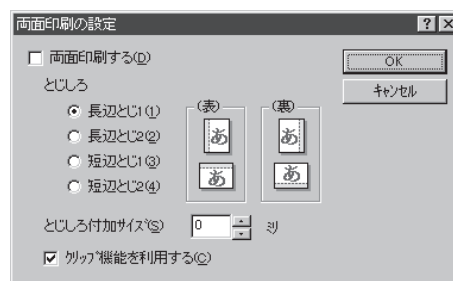 両面印刷の設定
両面印刷する(D)
OK
キャンセル
とじしろ
長辺とじ1(1)
長辺とじ2(2)
短辺とじ1(3)
短辺とじ2(4)
(表)
(裏)
あ
あ
あ
あ
とじしろ付加サイズ(S)
0
ミリ
クリップ機能を利用する(C)